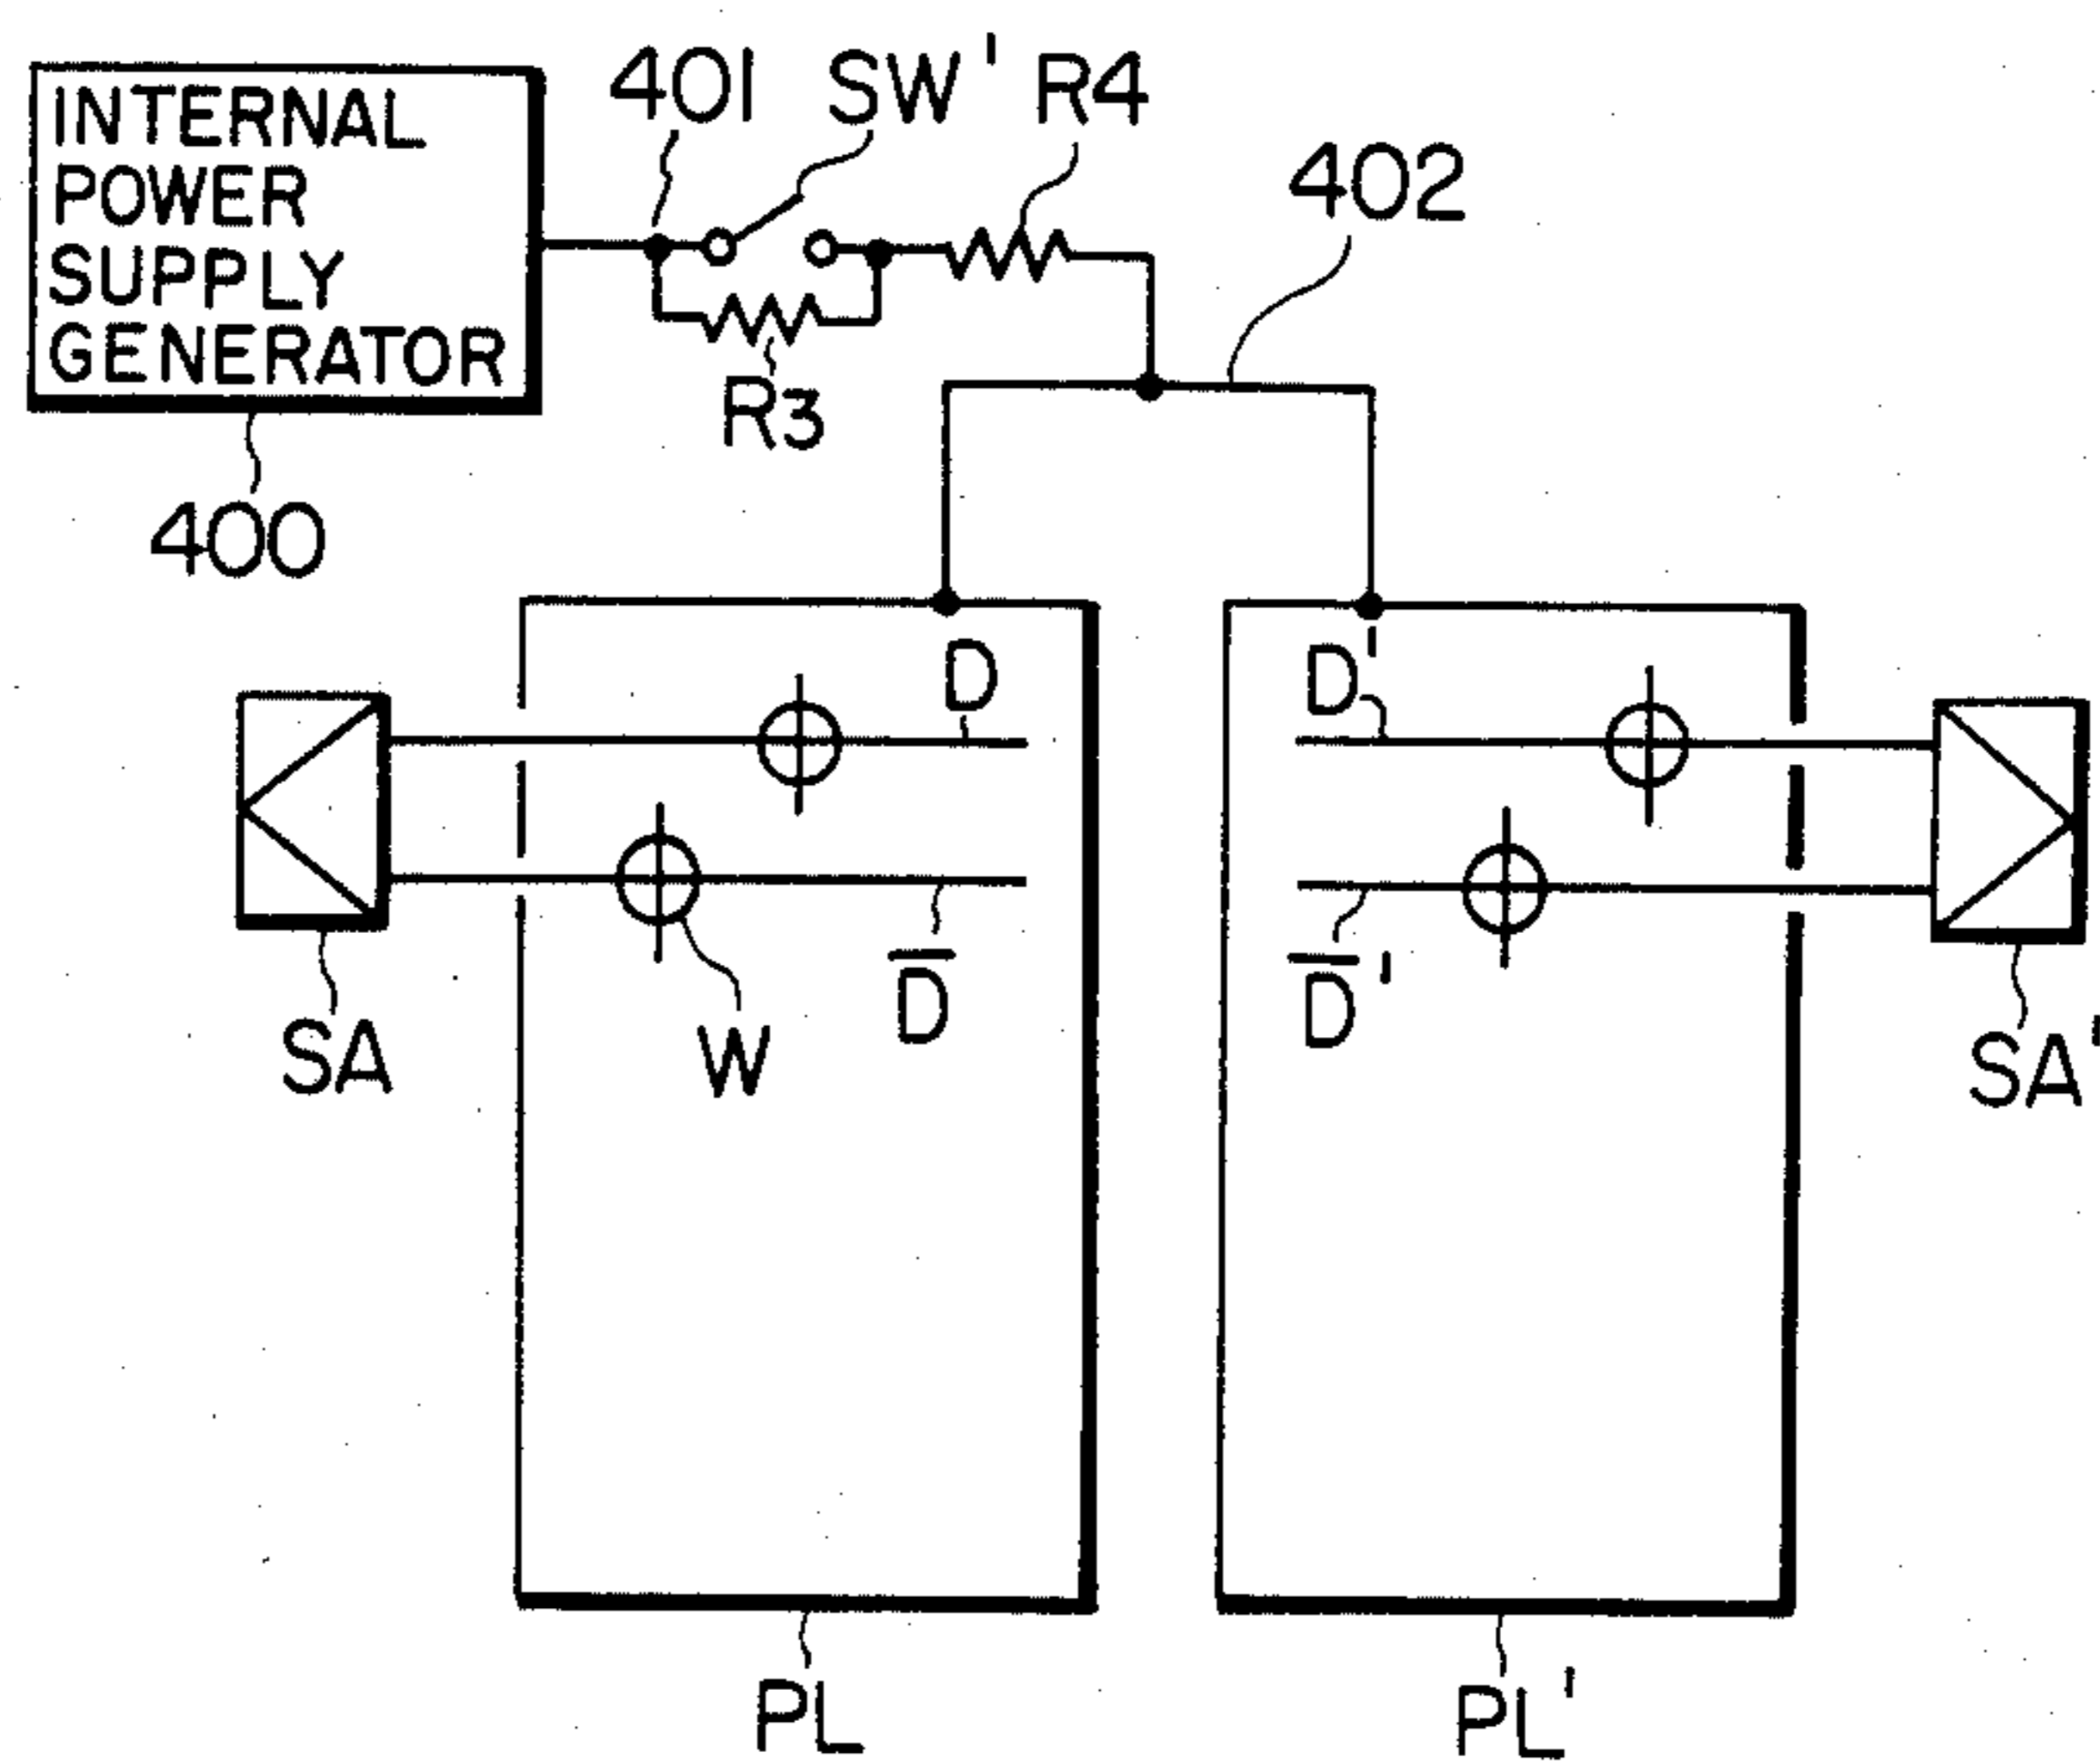 INTERNAL
POWER
SUPPLY
GENERATOR
401
SW'
R4
402
R3
400
D
D'
D̅
D̅'
W
SA
SA'
PL
PL'